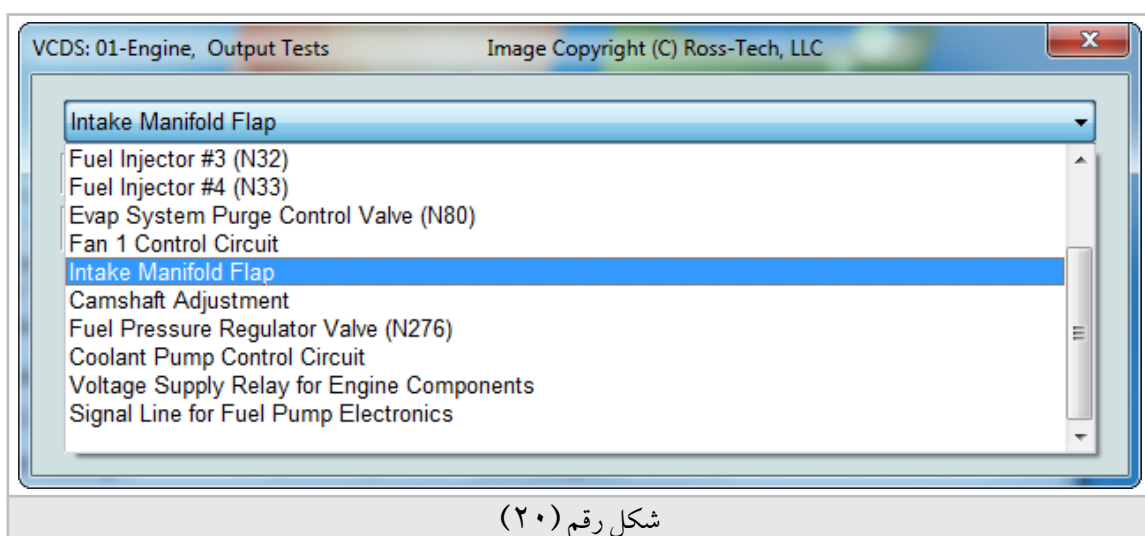 VCDS: 01-Engine, Output Tests Image Copyright (C) Ross-Tech, LLC
Intake Manifold Flap
Fuel Injector #3 (N32)
Fuel Injector #4 (N33)
Evap System Purge Control Valve (N80)
Fan 1 Control Circuit
Intake Manifold Flap
Camshaft Adjustment
Fuel Pressure Regulator Valve (N276)
Coolant Pump Control Circuit
Voltage Supply Relay for Engine Components
Signal Line for Fuel Pump Electronics
شكل رقم (٢٠)